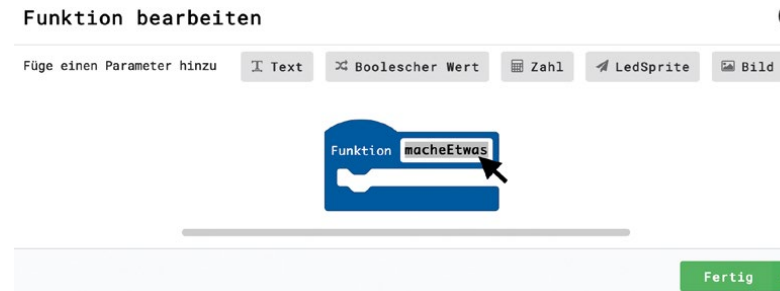 Funktion bearbeiten
Füge einen Parameter hinzu Text Boolescher Wert Zahl LedSprite Bild
Funktion macheEtwas
Fertig